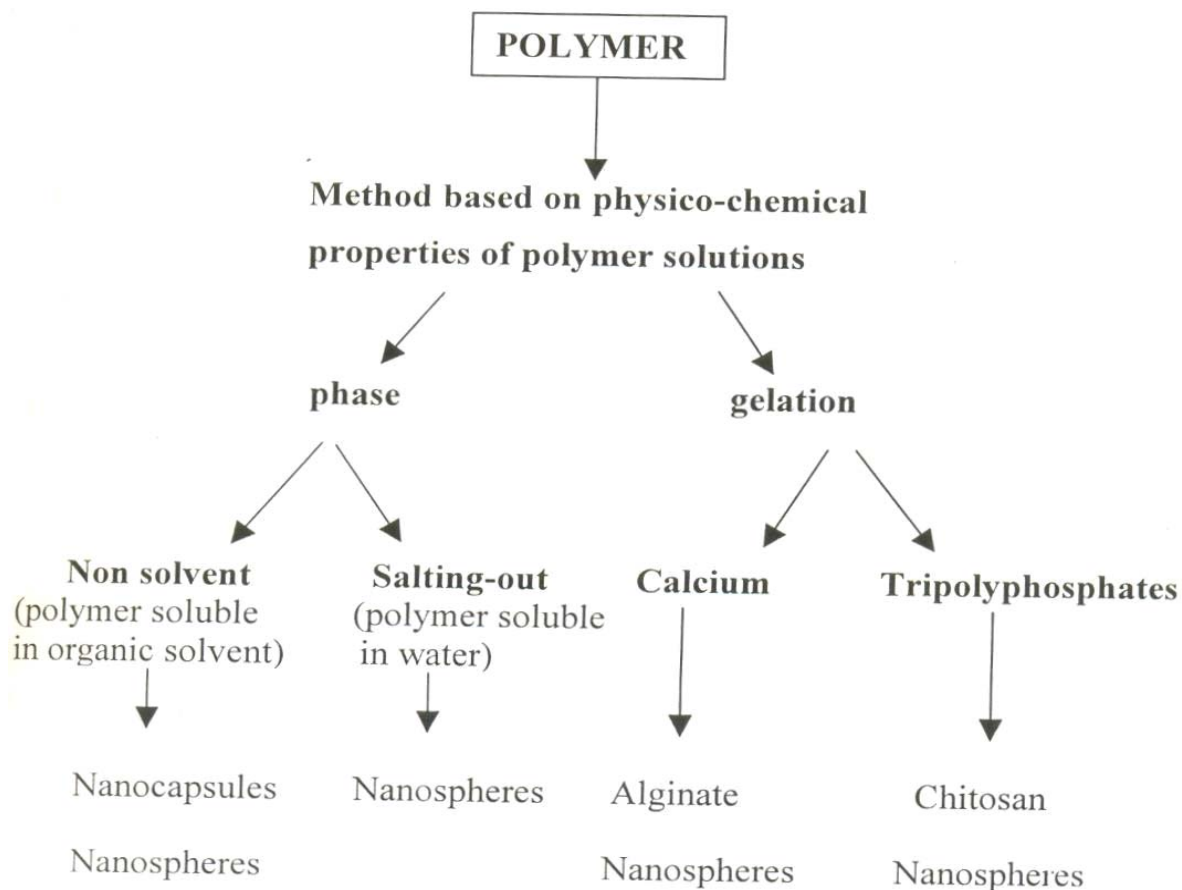 POLYMER
Method based on physico-chemical
properties of polymer solutions
phase
gelation
Non solvent
(polymer soluble
in organic solvent)
Salting-out
(polymer soluble
in water)
Calcium
Tripolyphosphates
Nanocapsules
Nanospheres
Nanospheres
Alginate
Nanospheres
Chitosan
Nanospheres